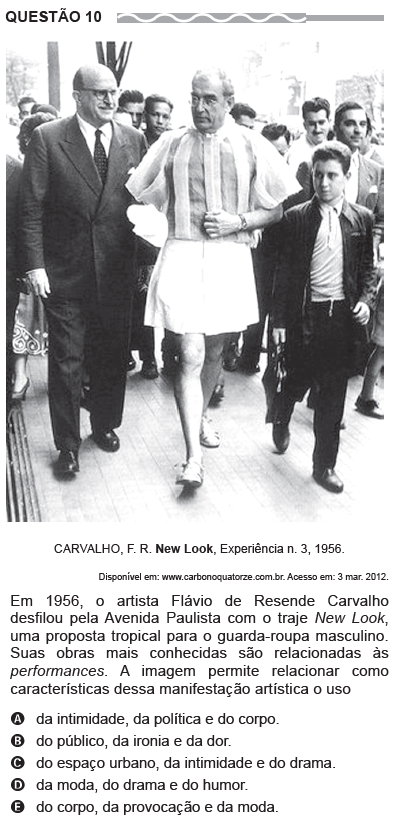 QUESTÃO 10
CARVALHO, F. R. New Look, Experiência n. 3, 1956.
Disponível em: www.carbonoquatorze.com.br. Acesso em: 3 mar. 2012.
Em 1956, o artista Flávio de Resende Carvalho
desfilou pela Avenida Paulista com o traje New Look,
uma proposta tropical para o guarda-roupa masculino.
Suas obras mais conhecidas são relacionadas às
performances. A imagem permite relacionar como
características dessa manifestação artística o uso
A da intimidade, da política e do corpo.
B do público, da ironia e da dor.
C do espaço urbano, da intimidade e do drama.
D da moda, do drama e do humor.
E do corpo, da provocação e da moda.